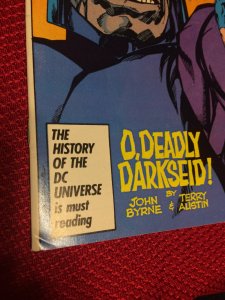 THE
HISTORY
OF THE
DC
UNIVERSE
is must
reading
O, DEADLY
DARKSEID!
BY
JOHN BYRNE & TERRY AUSTIN